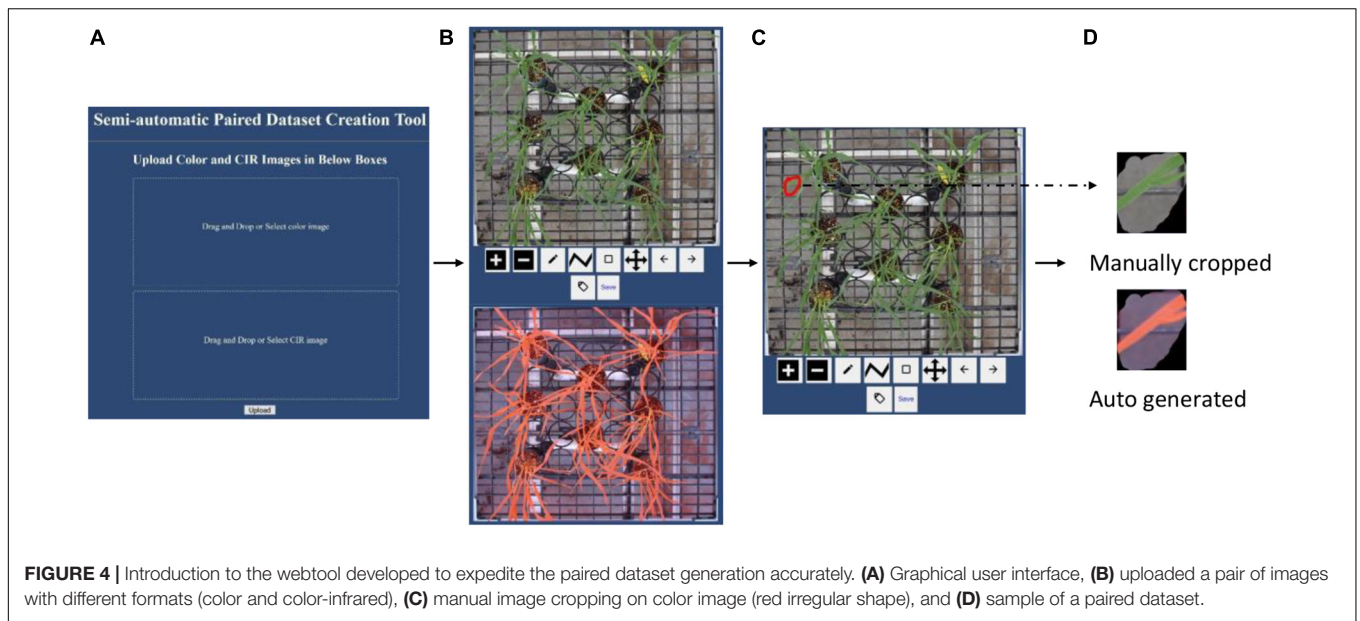 A
B
C
D
Semi-automatic Paired Dataset Creation Tool
Upload Color and CIR Images in Below Boxes
Drag and Drop or Select color image
Drag and Drop or Select CIR image
Upload
Save
Save
Manually cropped
Auto generated
FIGURE 4 | Introduction to the webtool developed to expedite the paired dataset generation accurately. (A) Graphical user interface, (B) uploaded a pair of images
with different formats (color and color-infrared), (C) manual image cropping on color image (red irregular shape), and (D) sample of a paired dataset.